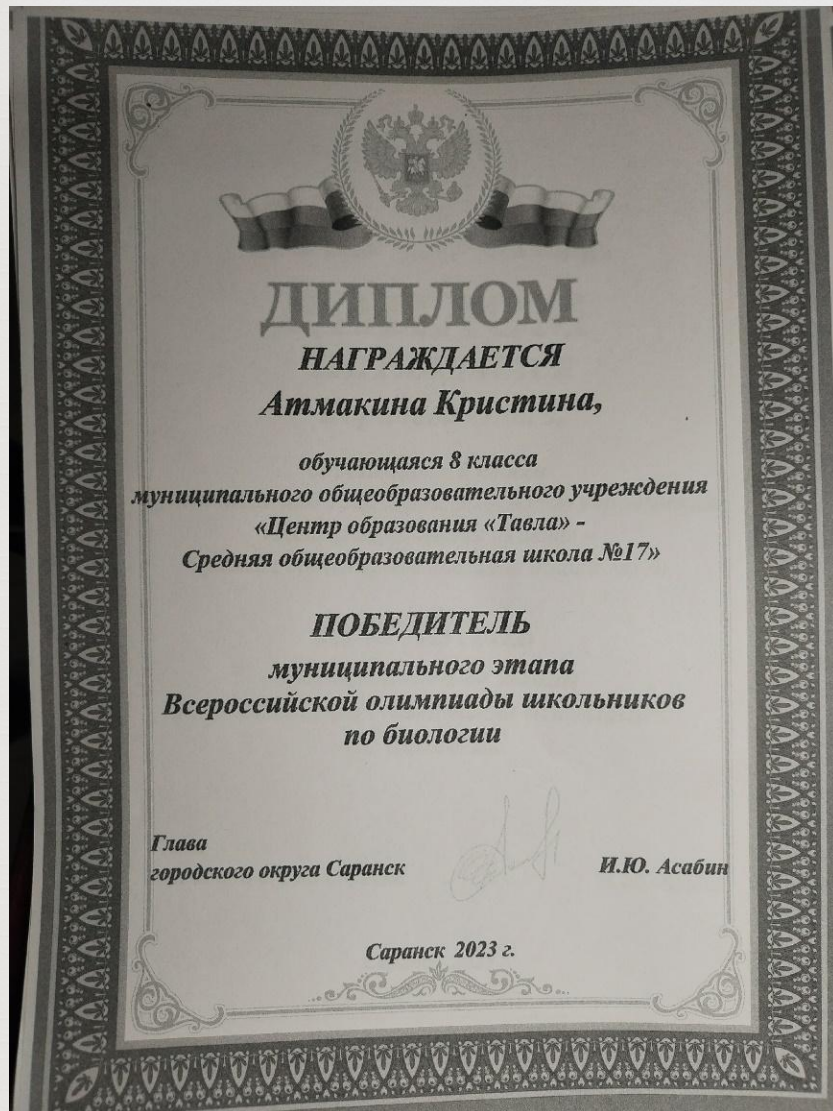 ДИПЛОМ
НАГРАЖДАЕТСЯ
Атмакина Кристина,
обучающаяся 8 класса
муниципального общеобразовательного учреждения
«Центр образования «Тавла» -
Средняя общеобразовательная школа №17»
ПОБЕДИТЕЛЬ
муниципального этапа
Всероссийской олимпиады школьников
по биологии
Глава
городского округа Саранск И.Ю. Асабин
Саранск 2023 г.